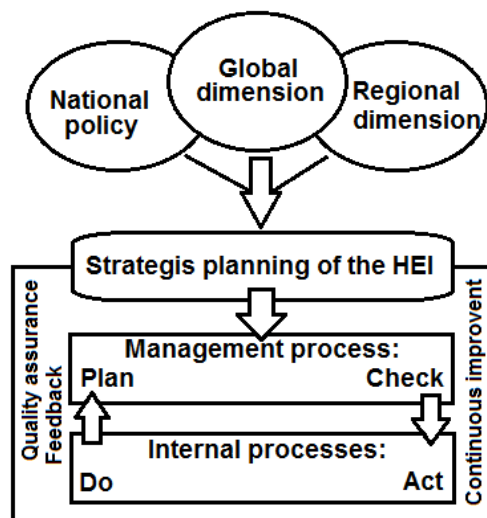 Global
dimension
National
policy
Regional
dimension
Strategis planning of the HEI
Quality assurance
Feedback
Management process:
Plan Check
Internal processes:
Do Act
Continuous improvent